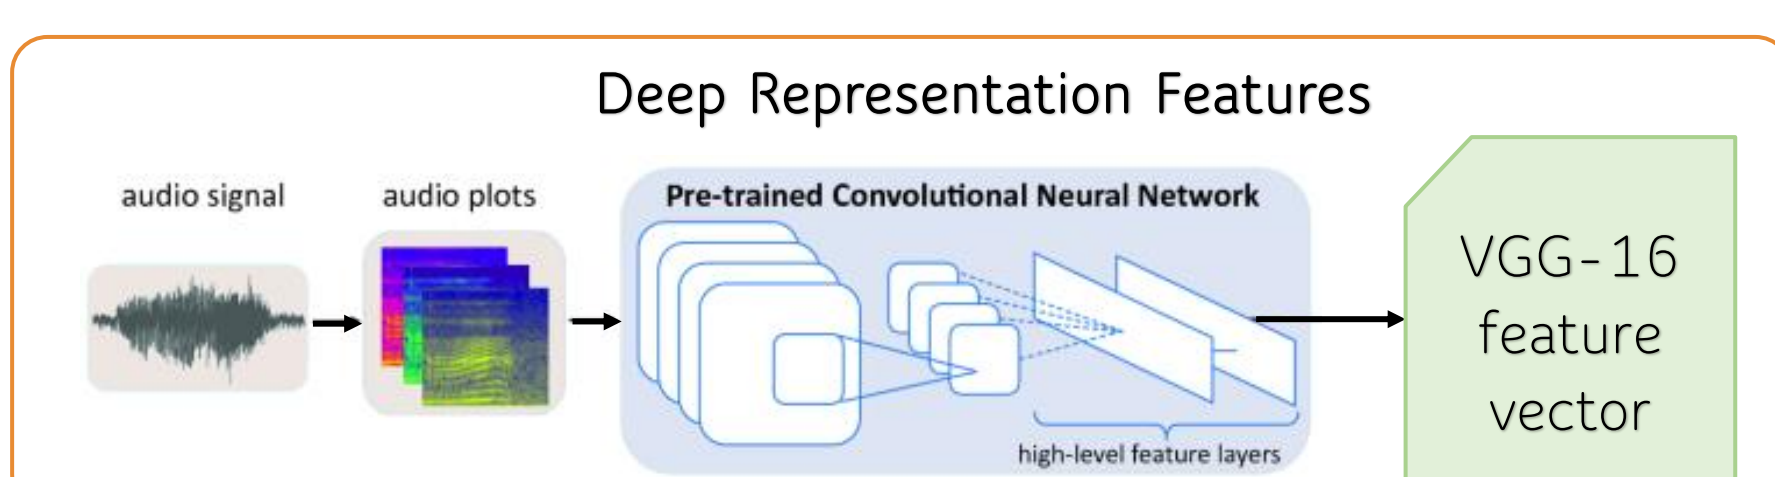 Deep Representation Features
audio signal
audio plots
Pre-trained Convolutional Neural Network
high-level feature layers
VGG-16
feature
vector